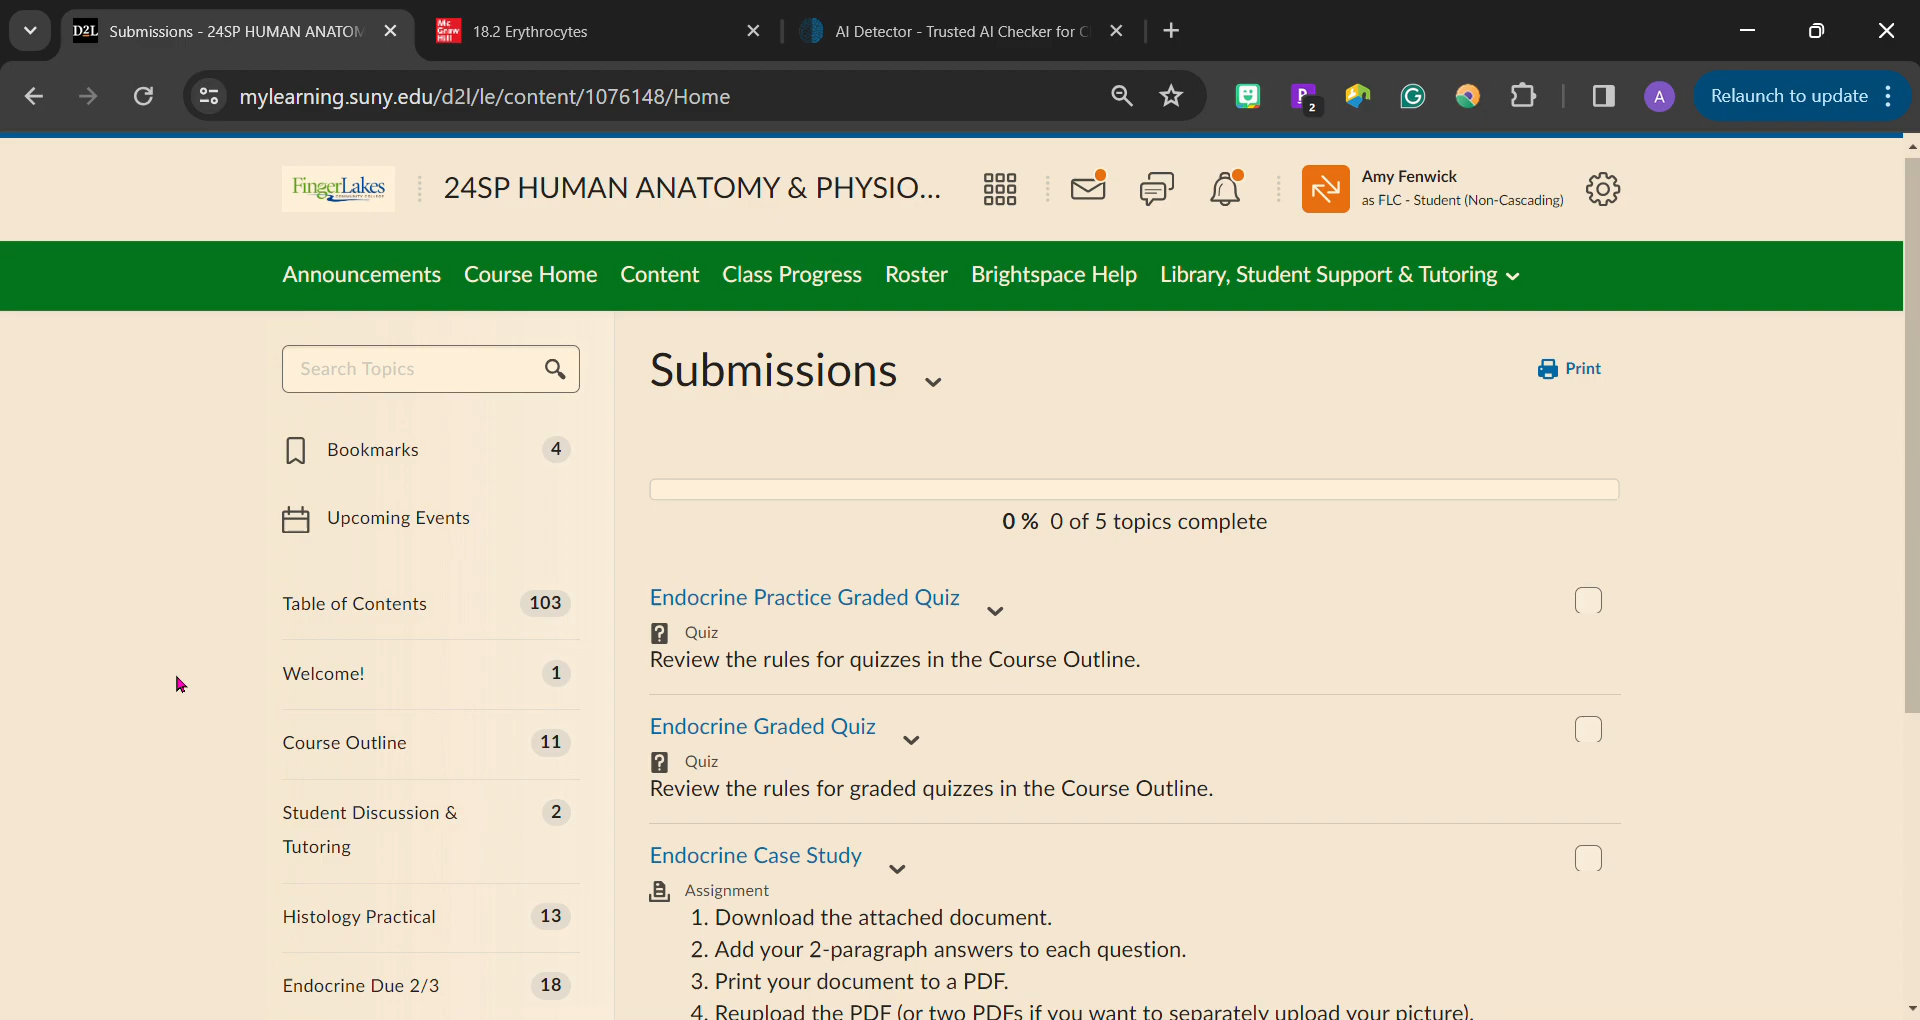 D2L Submissions - 24SP HUMAN ANATOM
Mc Graw Hill 18.2 Erythrocytes
AI Detector - Trusted AI Checker for C
mylearning.suny.edu/d2l/le/content/1076148/Home
2
A
Relaunch to update
FingerLakes
COMMUNITY COLLEGE
24SP HUMAN ANATOMY & PHYSIO...
Amy Fenwick
as FLC - Student (Non-Cascading)
Announcements Course Home Content Class Progress Roster Brightspace Help Library, Student Support & Tutoring
Search Topics
Bookmarks 4
Upcoming Events
Table of Contents 103
Welcome! 1
Course Outline 11
Student Discussion & 2
Tutoring
Histology Practical 13
Endocrine Due 2/3 18
Submissions
Print
0 % 0 of 5 topics complete
Endocrine Practice Graded Quiz
Quiz
Review the rules for quizzes in the Course Outline.
Endocrine Graded Quiz
Quiz
Review the rules for graded quizzes in the Course Outline.
Endocrine Case Study
Assignment
1. Download the attached document.
2. Add your 2-paragraph answers to each question.
3. Print your document to a PDF.
4. Reupload the PDF (or two PDFs if you want to separately upload your picture).